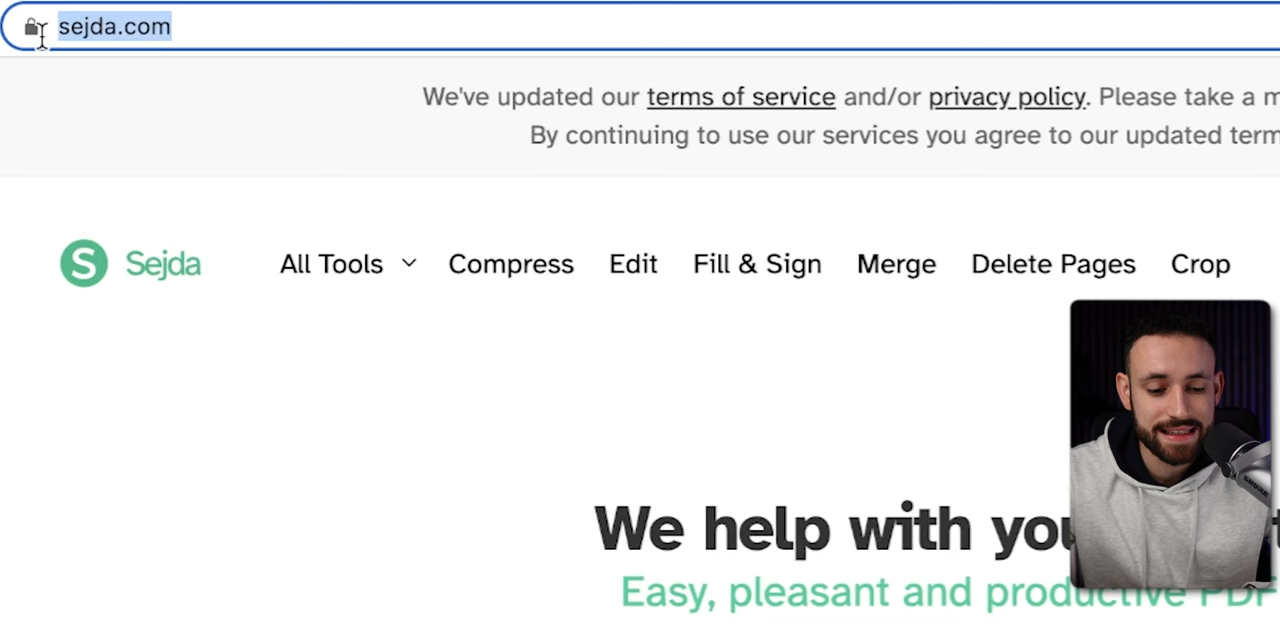 sejda.com
We've updated our terms of service and/or privacy policy. Please take a
By continuing to use our services you agree to our updated
S Sejda All Tools Compress Edit Fill & Sign Merge Delete Pages Crop
We help with
Easy, pleasant and productive PDF
SHURE